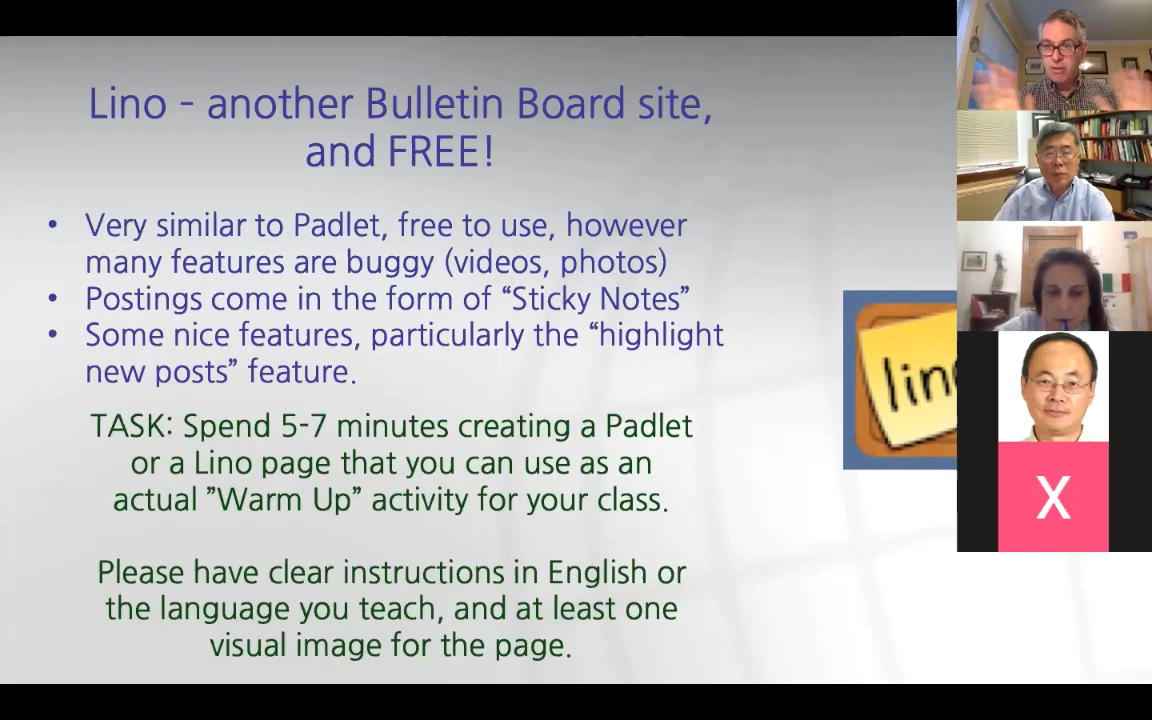 Lino - another Bulletin Board site,
and FREE!
• Very similar to Padlet, free to use, however
many features are buggy (videos, photos)
• Postings come in the form of “Sticky Notes”
• Some nice features, particularly the “highlight
new posts” feature.
TASK: Spend 5-7 minutes creating a Padlet
or a Lino page that you can use as an
actual ”Warm Up” activity for your class.
Please have clear instructions in English or
the language you teach, and at least one
visual image for the page.
X